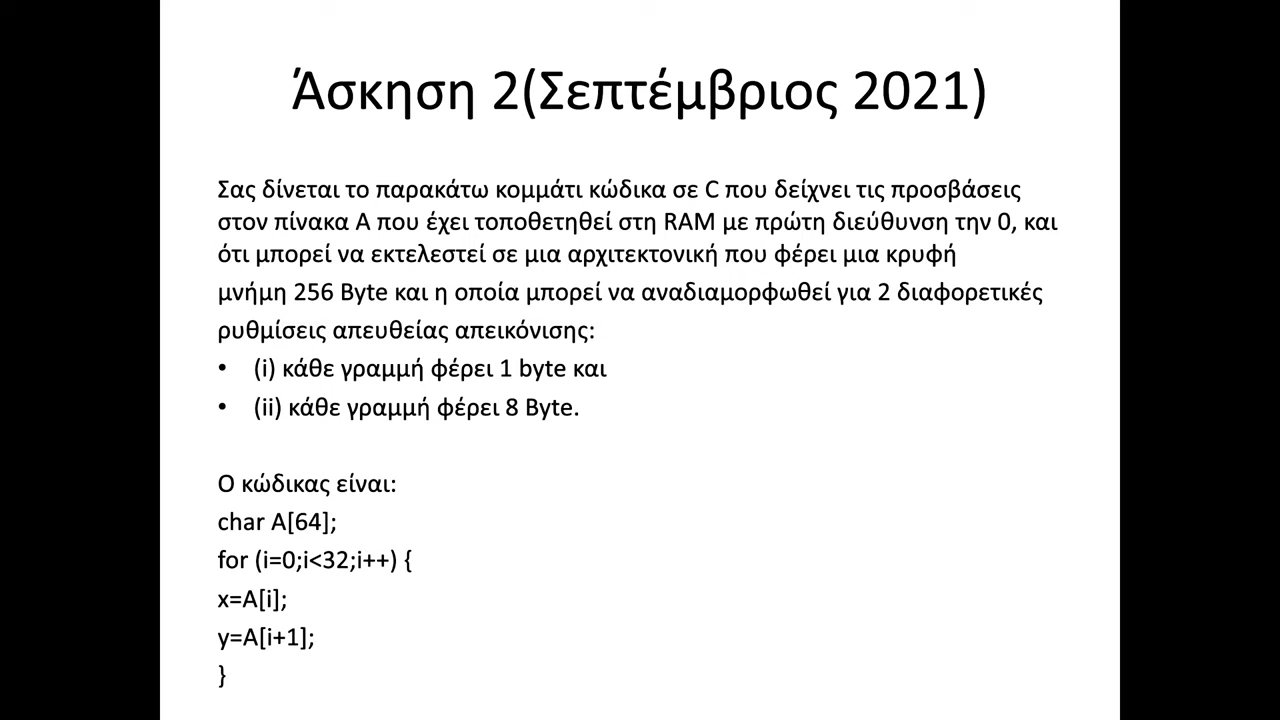 Άσκηση 2(Σεπτέμβριος 2021)
Σας δίνεται το παρακάτω κομμάτι κώδικα σε C που δείχνει τις προσβάσεις
στον πίνακα Α που έχει τοποθετηθεί στη RAM με πρώτη διεύθυνση την 0, και
ότι μπορεί να εκτελεστεί σε μια αρχιτεκτονική που φέρει μια κρυφή
μνήμη 256 Byte και η οποία μπορεί να αναδιαμορφωθεί για 2 διαφορετικές
ρυθμίσεις απευθείας απεικόνισης:
• (i) κάθε γραμμή φέρει 1 byte και
• (ii) κάθε γραμμή φέρει 8 Byte.
Ο κώδικας είναι:
char A[64];
for (i=0;i<32;i++) {
x=A[i];
y=A[i+1];
}